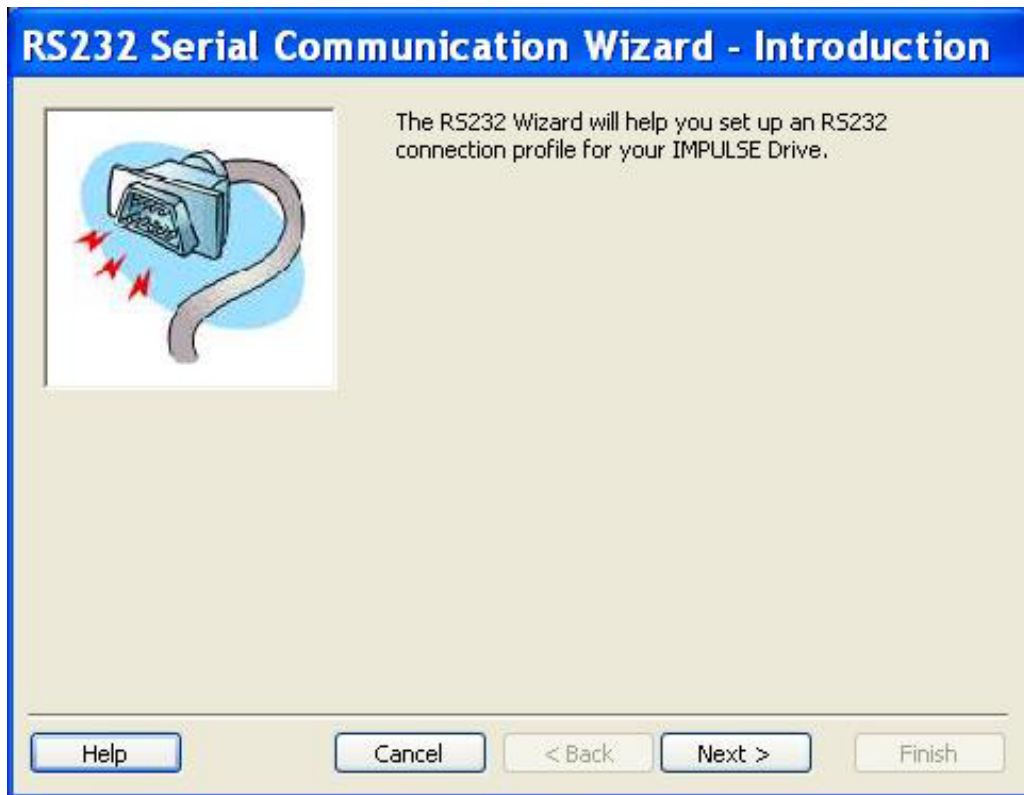 RS232 Serial Communication Wizard - Introduction
The RS232 Wizard will help you set up an RS232
connection profile for your IMPULSE Drive.
Help Cancel < Back Next > Finish